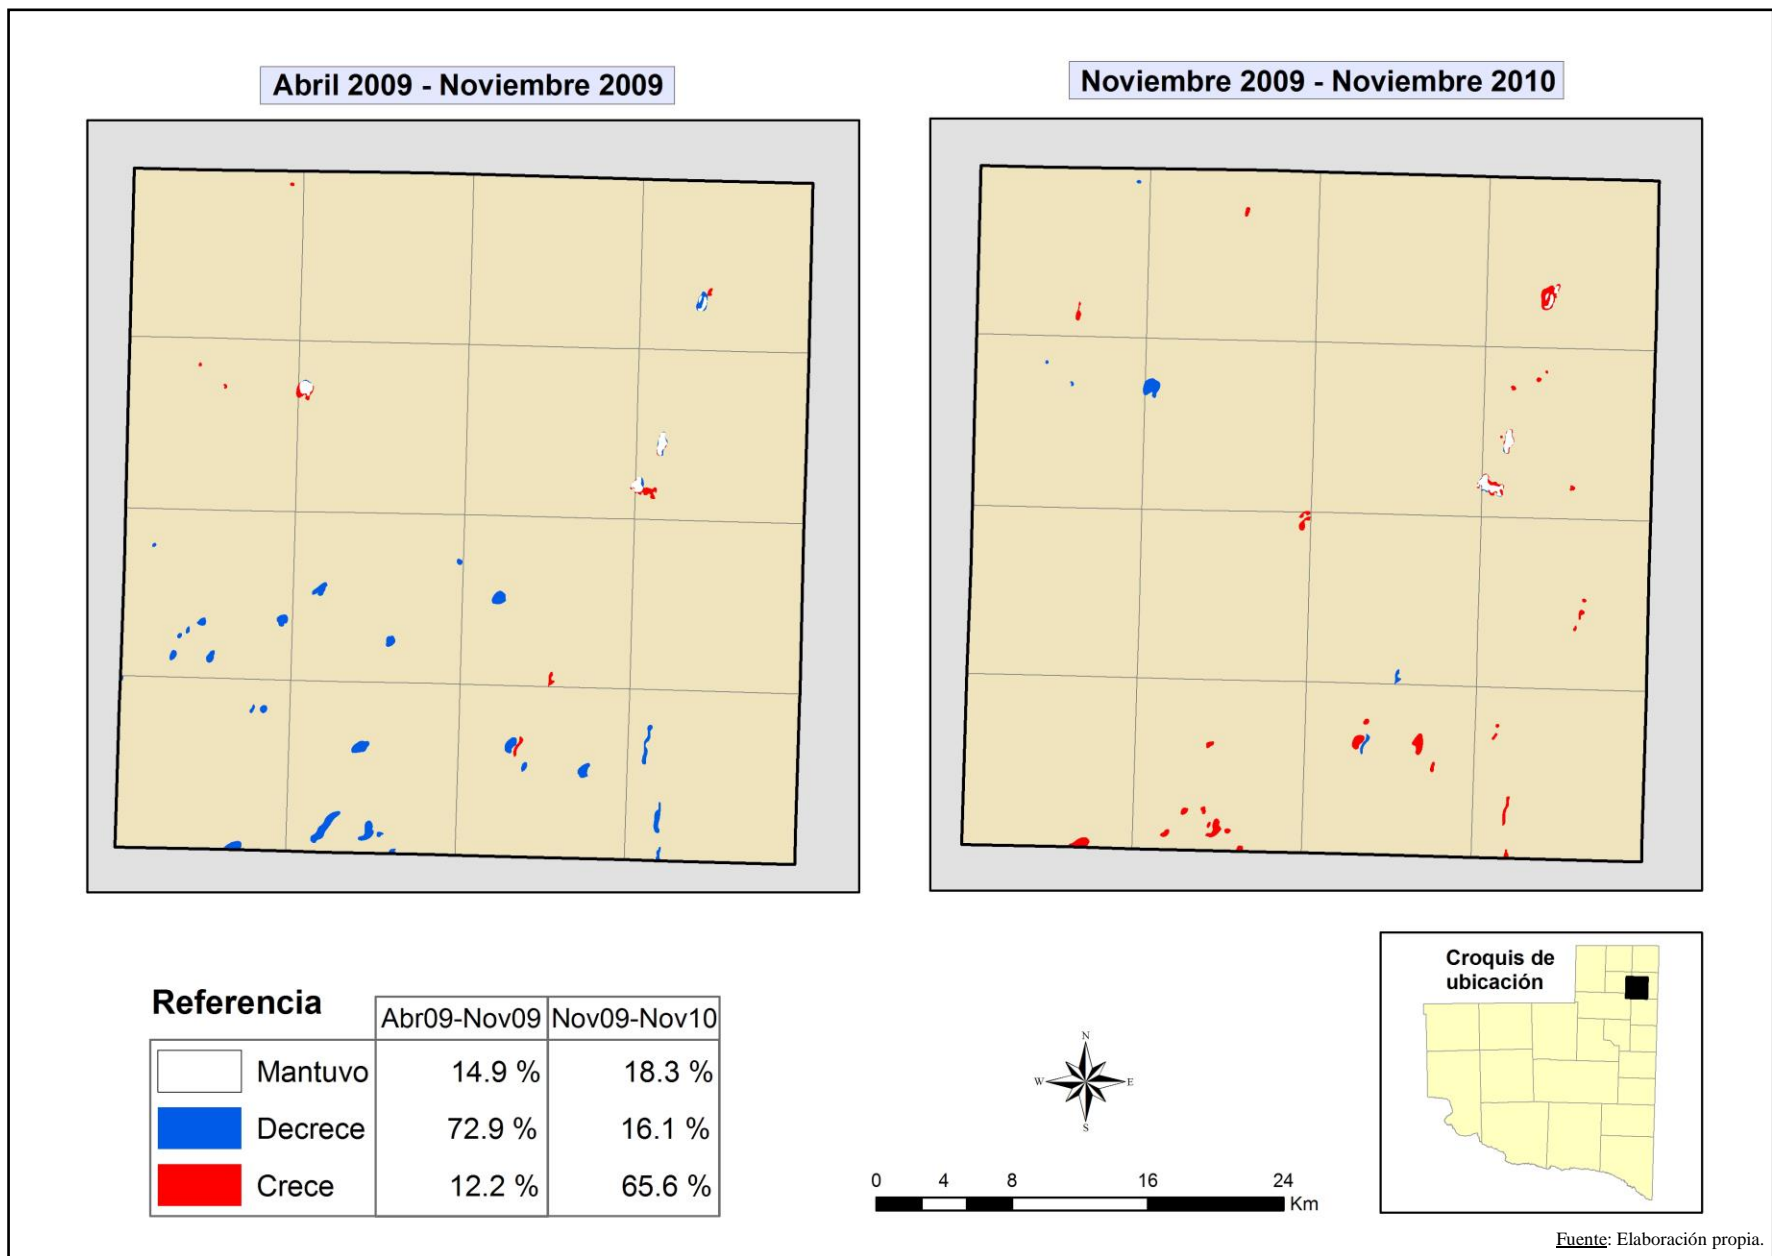 Abril 2009 - Noviembre 2009
Noviembre 2009 - Noviembre 2010
Referencia
Abr09-Nov09 Nov09-Nov10
Mantuvo 14.9 % 18.3 %
Decrece 72.9 % 16.1 %
Crece 12.2 % 65.6 %
N
W E
S
0 4 8 16 24
Km
Croquis de
ubicación
Fuente: Elaboración propia.